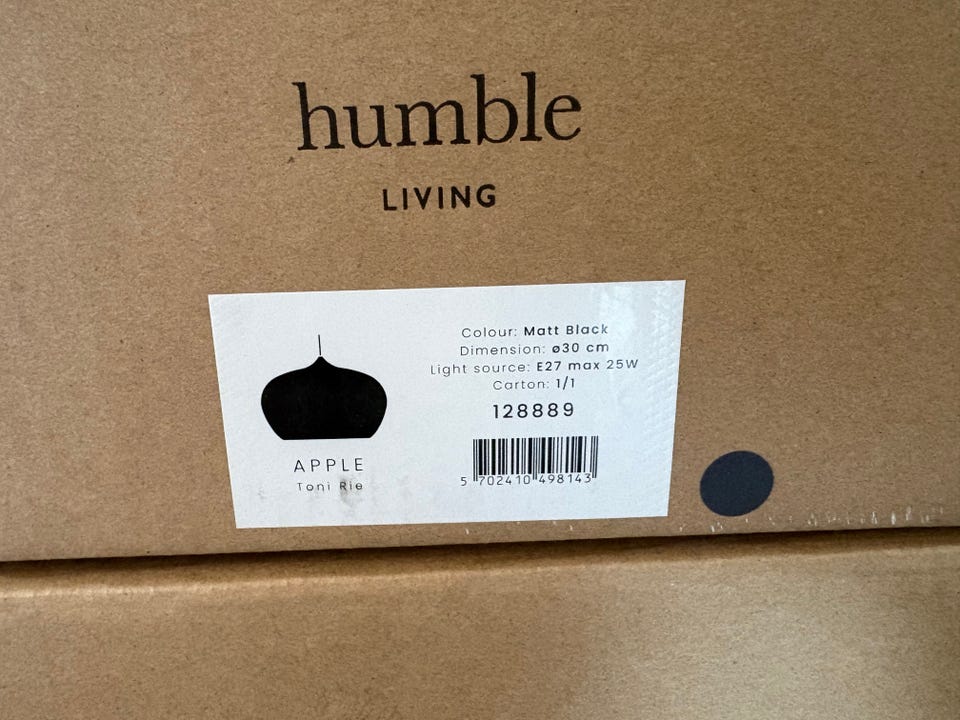 humble
LIVING
Colour: Matt Black
Dimension: ø30 cm
Light source: E27 max 25W
Carton: 1/1
128889
5 702410 498143
APPLE
Toni Rie